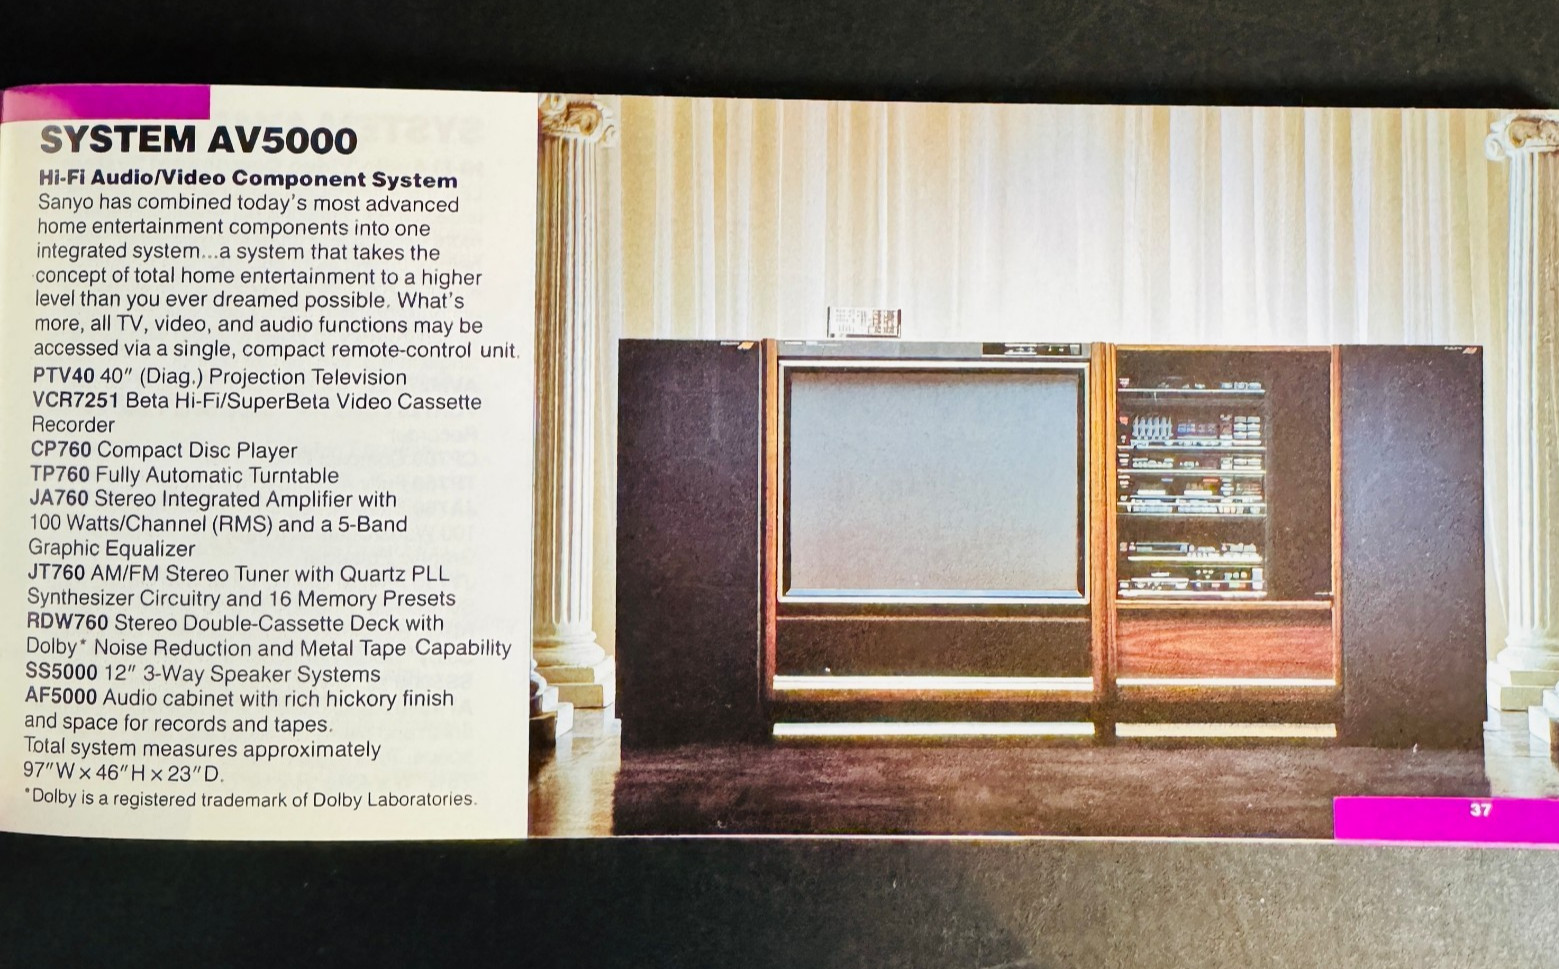 SYSTEM AV5000
Hi-Fi Audio/Video Component System
Sanyo has combined today's most advanced
home entertainment components into one
integrated system...a system that takes the
concept of total home entertainment to a higher
level than you ever dreamed possible. What's
more, all TV, video, and audio functions may be
accessed via a single, compact remote-control unit.
PTV40 40" (Diag.) Projection Television
VCR7251 Beta Hi-Fi/SuperBeta Video Cassette
Recorder
CP760 Compact Disc Player
TP760 Fully Automatic Turntable
JA760 Stereo Integrated Amplifier with
100 Watts/Channel (RMS) and a 5-Band
Graphic Equalizer
JT760 AM/FM Stereo Tuner with Quartz PLL
Synthesizer Circuitry and 16 Memory Presets
RDW760 Stereo Double-Cassette Deck with
Dolby* Noise Reduction and Metal Tape Capability
SS5000 12" 3-Way Speaker Systems
AF5000 Audio cabinet with rich hickory finish
and space for records and tapes.
Total system measures approximately
97"W x 46"H x 23"D.
*Dolby is a registered trademark of Dolby Laboratories.
37